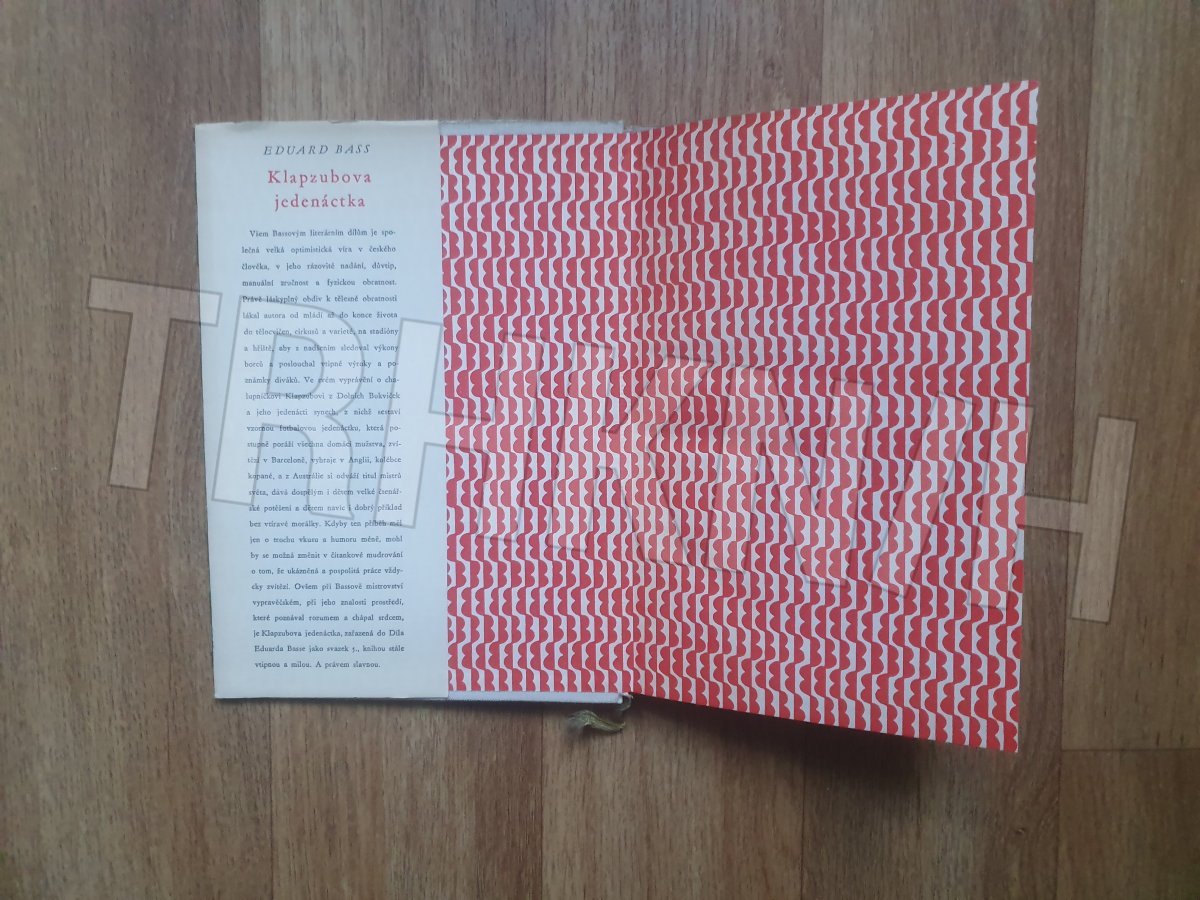 EDUARD BASS
Klapzubova
jedenáctka
Všem Bassovým literárním dílům je spo-
lečná velká optimistická víra v českého
člověka, v jeho rázovité nadání, důvtip,
manuální zručnost a fyzickou obratnost.
Právě láskyplný obdiv k tělesné obratnosti
lákal autora od mládí až do konce života
do tělocvičen, cirkusů a varieté, na stadióny
a hřiště, aby s nadšením sledoval výkony
borců a poslouchal vtipné výroky a po-
známky diváků. Ve svém vyprávění o cha-
lupníkovi Klapzubovi z Dolních Bukviček
a jeho jedenácti synech, z nichž sestaví
vzornou fotbalovou jedenáctku, která po-
stupně poráží všechna domácí mužstva, zví-
tězí v Barceloně, vyhraje v Anglii, kolébce
kopané, a z Austrálie si odváží titul mistrů
světa, dává dospělým i dětem velké čtenář-
ské potěšení a dětem navíc i dobrý příklad
bez vtíravé morálky. Kdyby ten příběh měl
jen o trochu vkusu a humoru méně, mohl
by se možná změnit v čítankové mudrování
o tom, že ukázněná a pospolitá práce vždy-
cky zvítězí. Ovšem při Bassově mistrovství
vypravěčském, při jeho znalosti prostředí,
které poznával rozumem a chápal srdcem,
je Klapzubova jedenáctka, zařazená do Díla
Eduarda Basse jako svazek 5., knihou stále
vtipnou a milou. A právem slavnou.
TRHKNIH